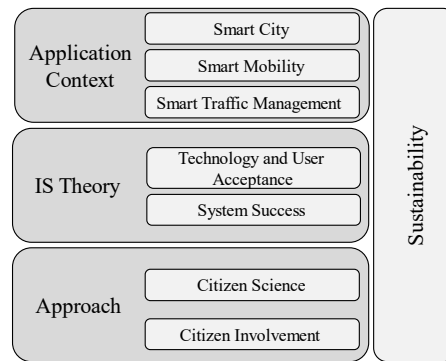 Application
Context
Smart City
Smart Mobility
Smart Traffic Management
IS Theory
Technology and User
Acceptance
System Success
Approach
Citizen Science
Citizen Involvement
Sustainability